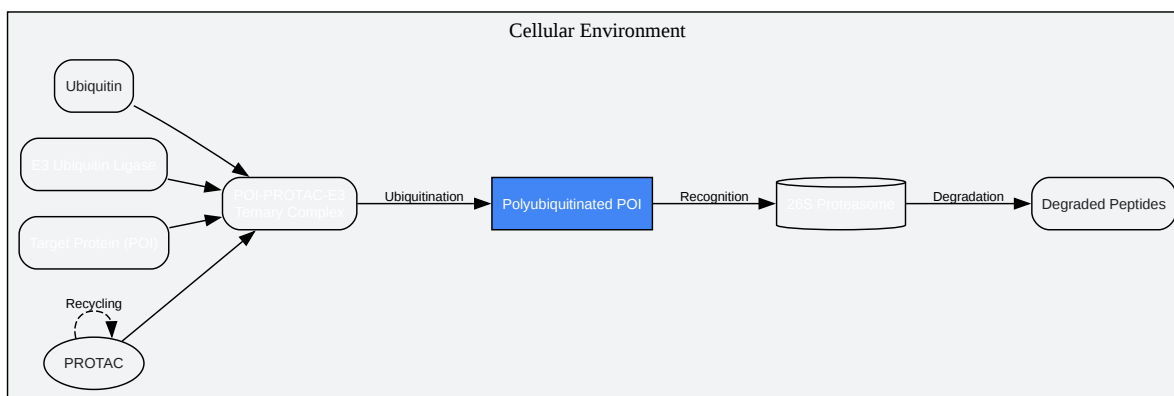 Cellular Environment
Ubiquitin
E3 Ubiquitin Ligase
Target Protein (POI)
Recycling
PROTAC
POI-PROTAC-E3
Ternary Complex
Ubiquitination
Polyubiquitinated POI
Recognition
26S Proteasome
Degradation
Degraded Peptides